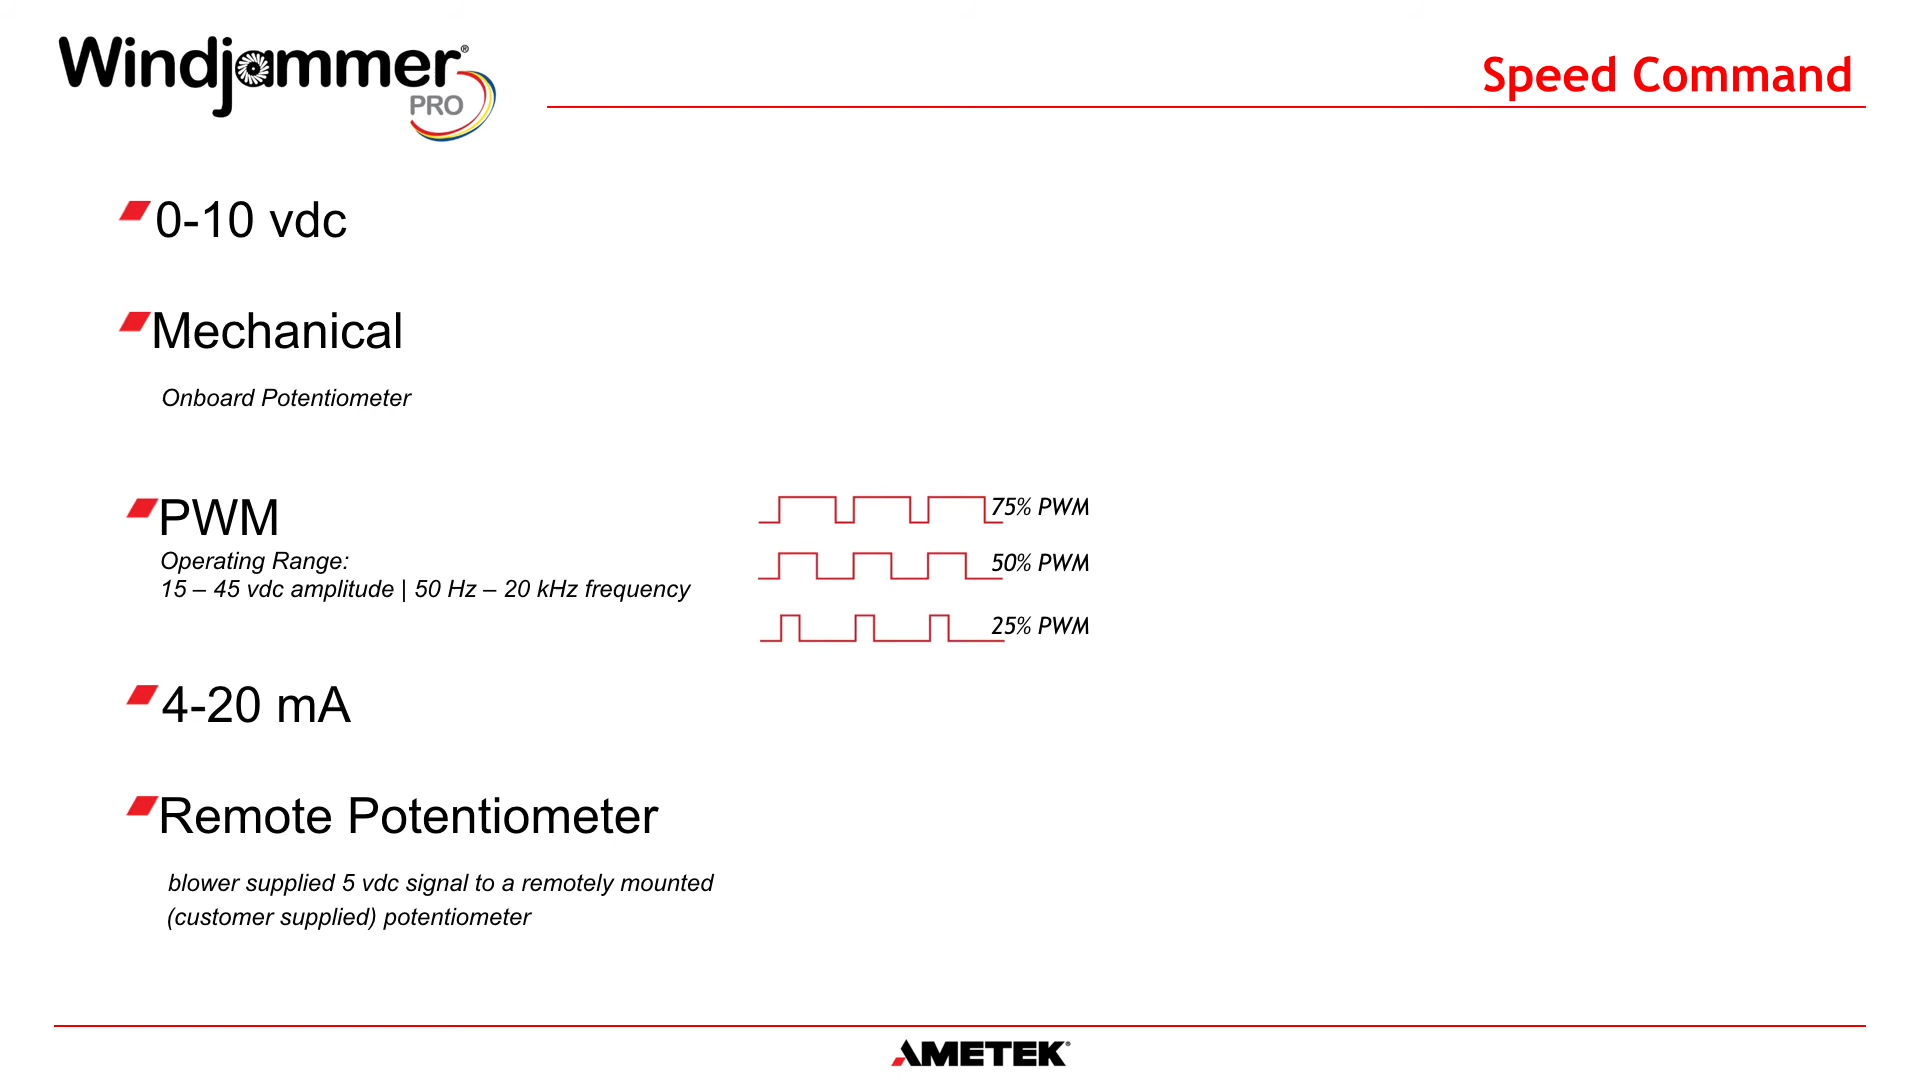 Windjammer®
PRO
Speed Command
0-10 vdc
Mechanical
Onboard Potentiometer
PWM
Operating Range:
15 – 45 vdc amplitude | 50 Hz – 20 kHz frequency
75% PWM
50% PWM
25% PWM
4-20 mA
Remote Potentiometer
blower supplied 5 vdc signal to a remotely mounted
(customer supplied) potentiometer
AMETEK®